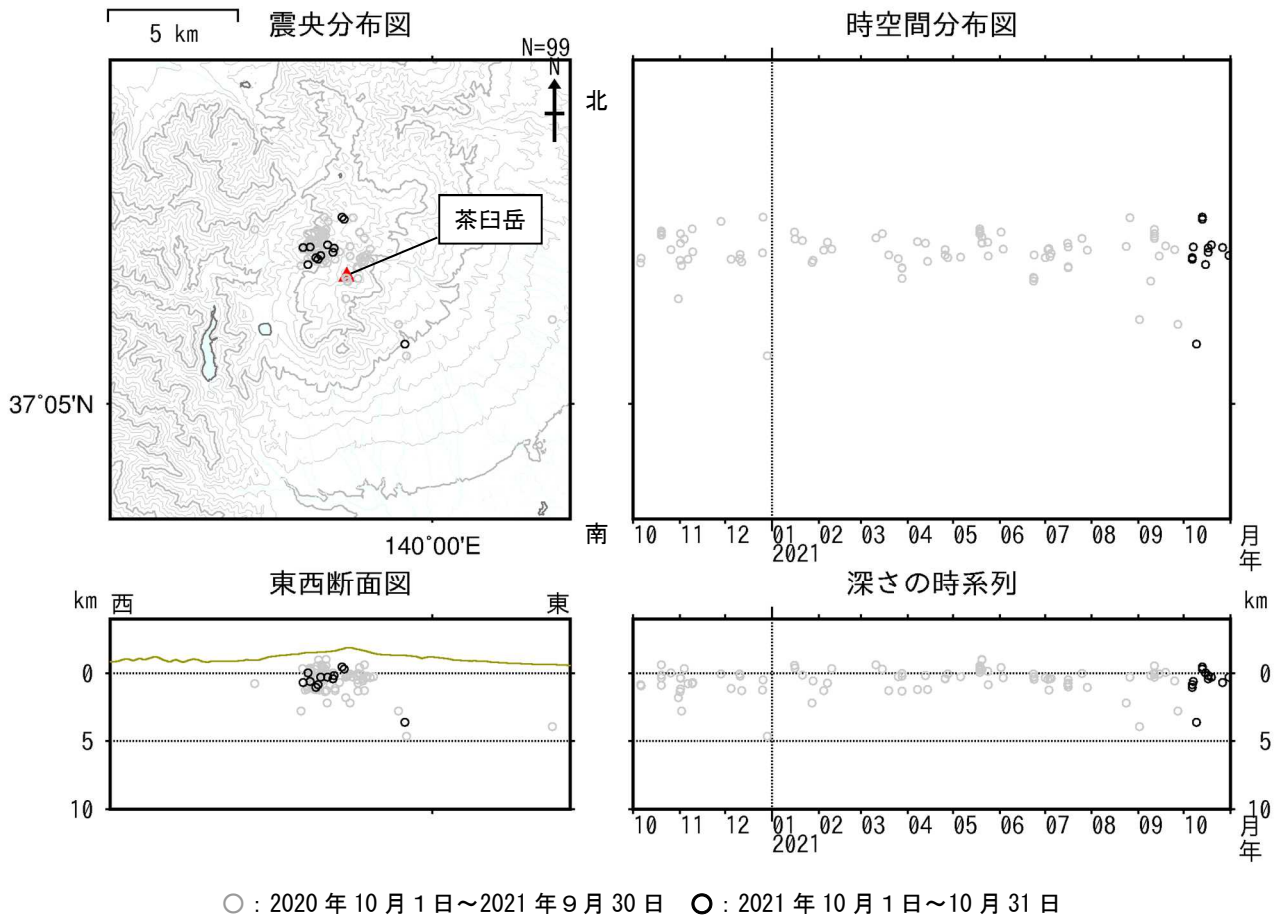 5 km
震央分布図
N=99
N
茶臼岳
37°05'N
140°00'E
時空間分布図
北
南
10 11 12 01 02 03 04 05 06 07 08 09 10 月
2021 年
東西断面図
km 西 東
0
5
10
深さの時系列
km
0
5
10
10 11 12 01 02 03 04 05 06 07 08 09 10 月
2021 年
○ : 2020 年 10 月 1 日～2021 年 9 月 30 日 ○ : 2021 年 10 月 1 日～10 月 31 日